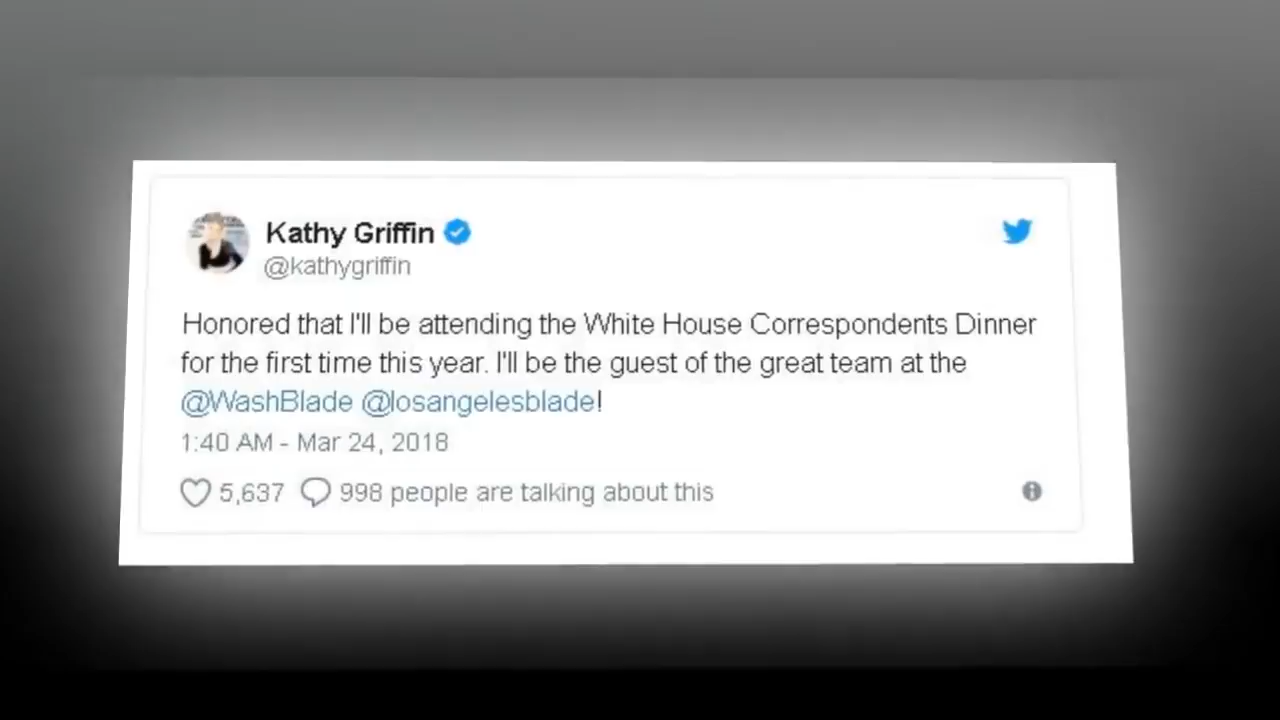 Kathy Griffin
@kathygriffin
Honored that I'll be attending the White House Correspondents Dinner
for the first time this year. I'll be the guest of the great team at the
@WashBlade @losangelesblade!
1:40 AM - Mar 24, 2018
5,637 998 people are talking about this